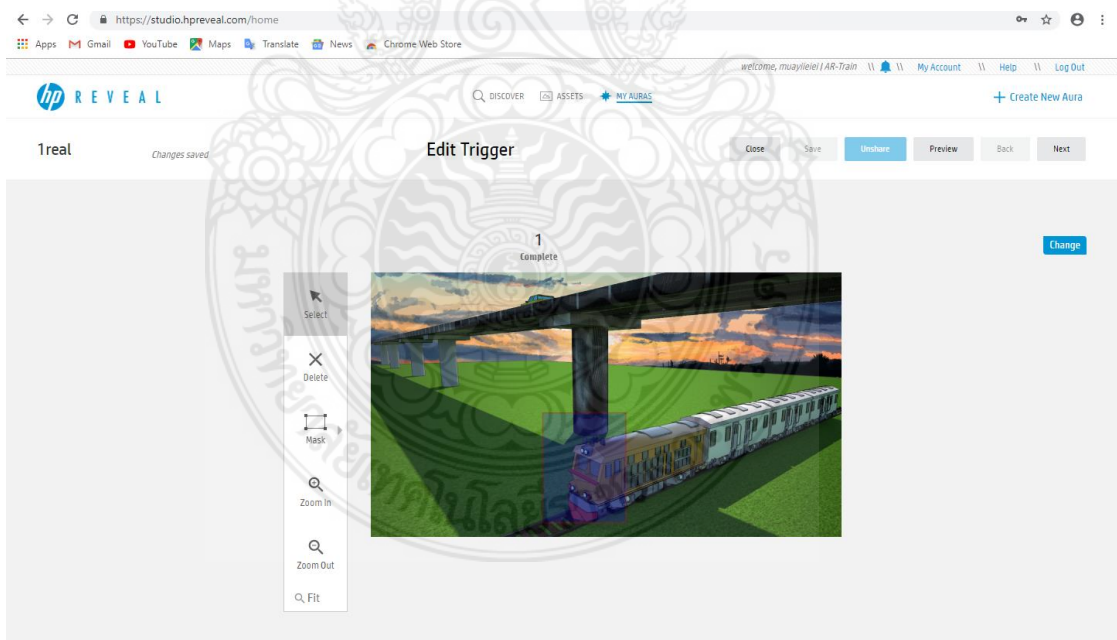 https://studio.hpreveal.com/home
Apps Gmail YouTube Maps Translate News Chrome Web Store
welcome, muayiieiei | AR-Train \\ \\ My Account \\ Help \\ Log Out
hp REVEAL DISCOVER ASSETS MY AURAS + Create New Aura
1real Changes saved Edit Trigger Close Save Unshare Preview Back Next
1
Complete
Change
Select
Delete
Mask
Zoom In
Zoom Out
Fit